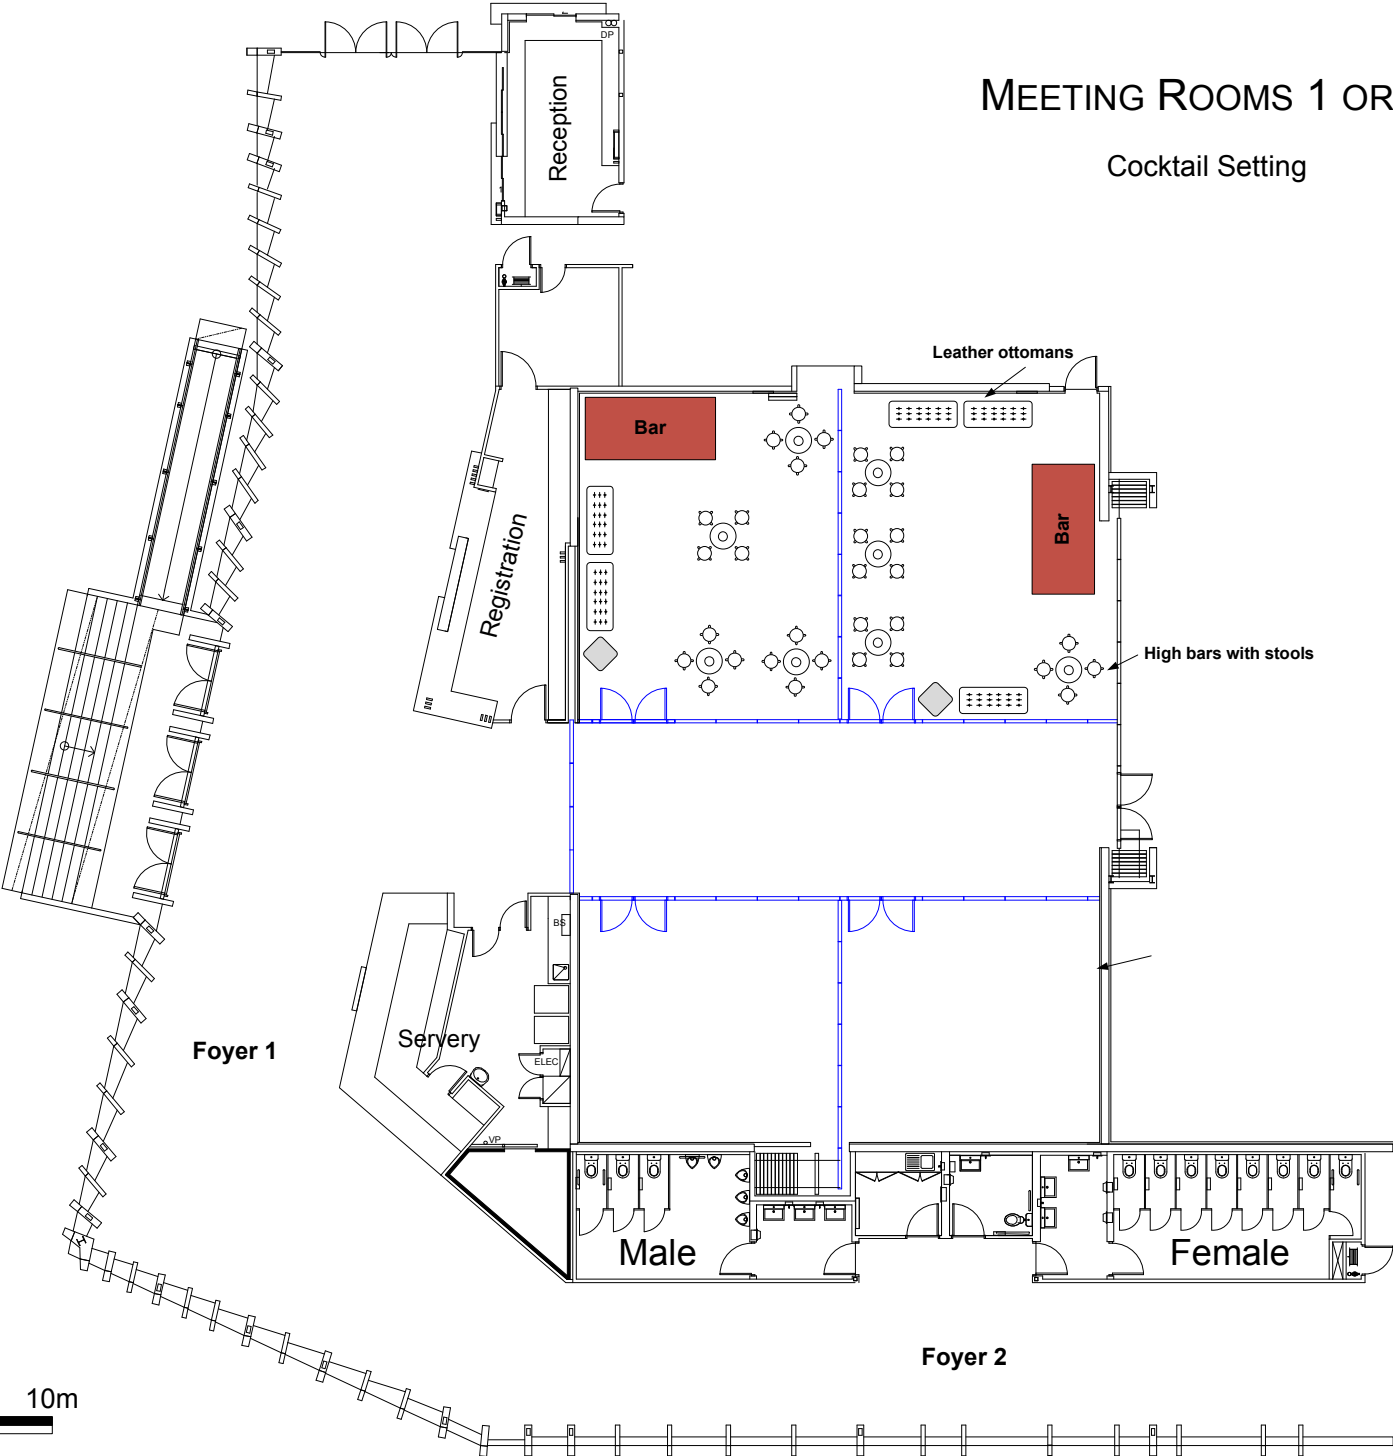 DP
MEETING ROOMS 1 OR
Cocktail Setting
Reception
Leather ottomans
Bar
Bar
Registration
High bars with stools
BS
Servery
ELEC
Foyer 1
VP
Male
Female
Foyer 2
10m